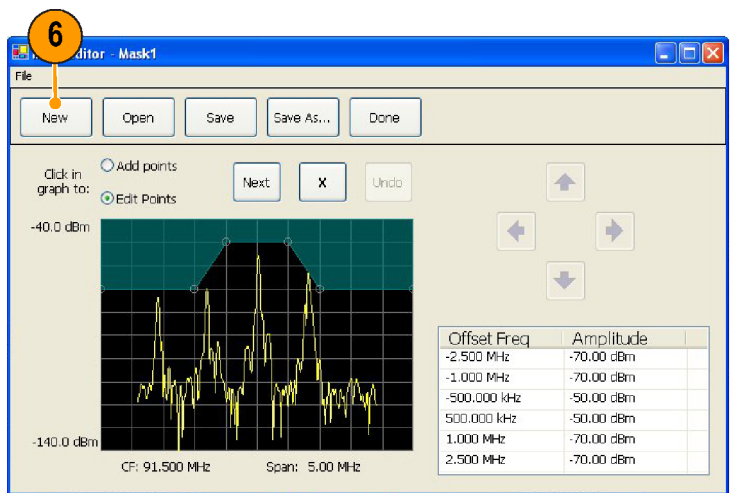 6
ditor - Mask1
File
New Open Save Save As... Done
Click in graph to:
Add points
Edit Points
Next X Undo
-40.0 dBm
-140.0 dBm
CF: 91.500 MHz Span: 5.00 MHz
Offset Freq Amplitude
-2.500 MHz -70.00 dBm
-1.000 MHz -70.00 dBm
-500.000 kHz -50.00 dBm
500.000 kHz -50.00 dBm
1.000 MHz -70.00 dBm
2.500 MHz -70.00 dBm